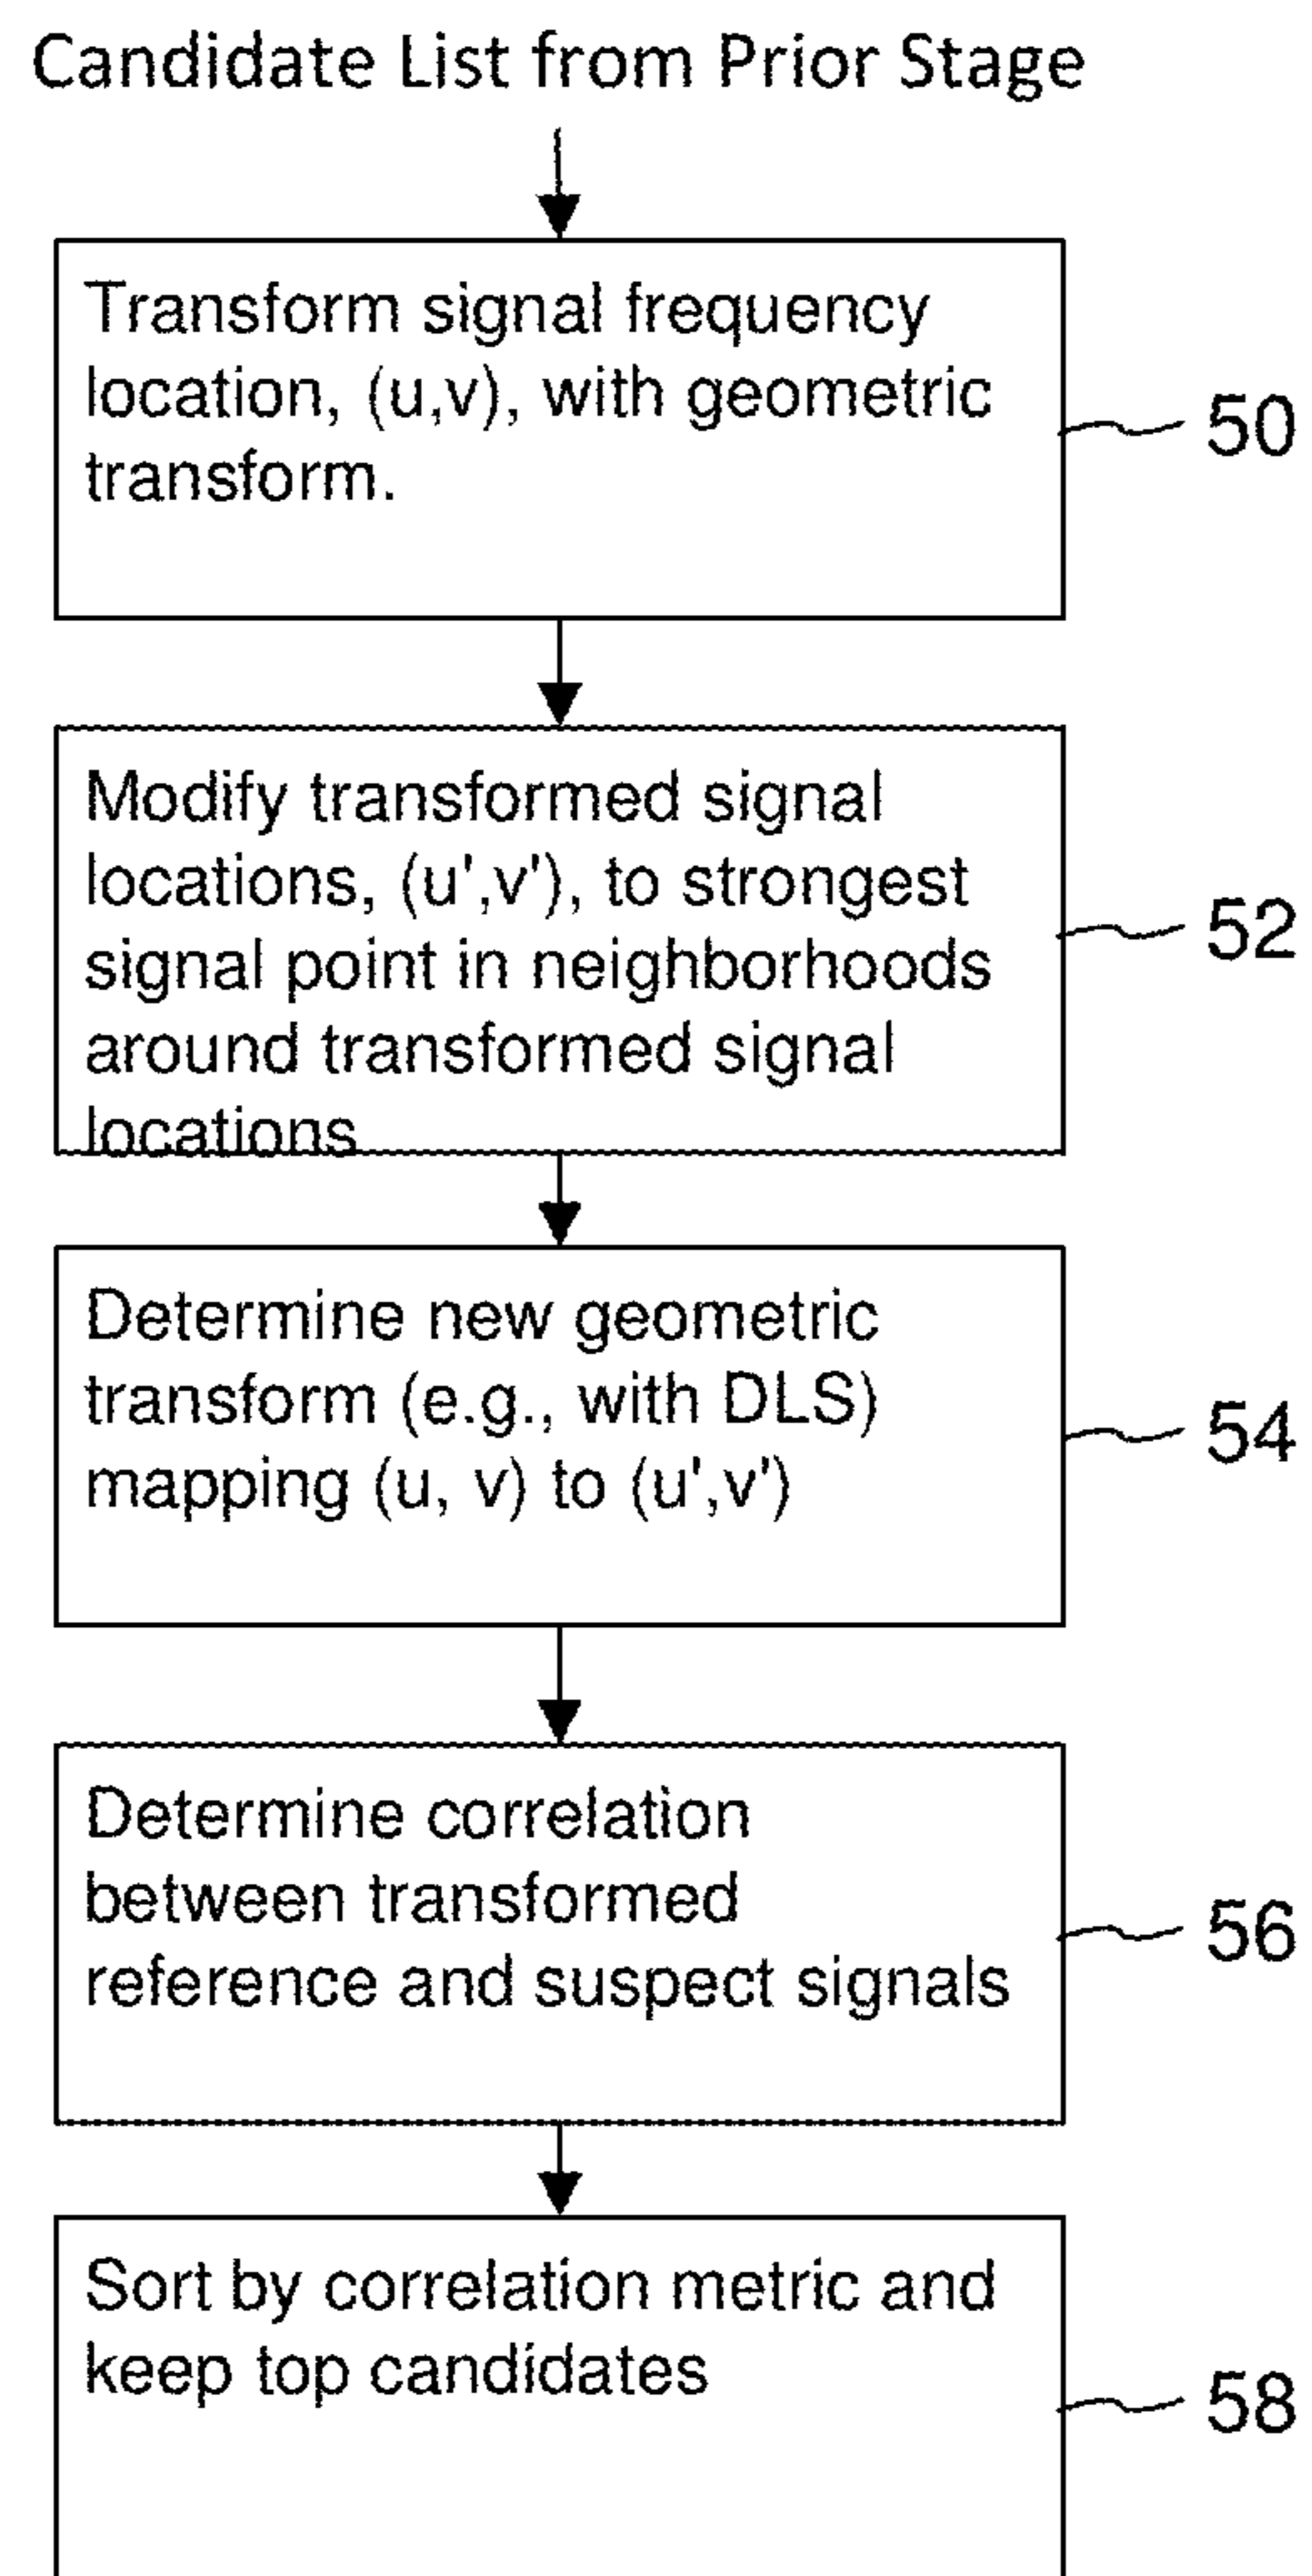 Candidate List from Prior Stage
Transform signal frequency
location, (u,v), with geometric
transform.
50
Modify transformed signal
locations, (u',v'), to strongest
signal point in neighborhoods
around transformed signal
locations
52
Determine new geometric
transform (e.g., with DLS)
mapping (u, v) to (u',v')
54
Determine correlation
between transformed
reference and suspect signals
56
Sort by correlation metric and
keep top candidates
58